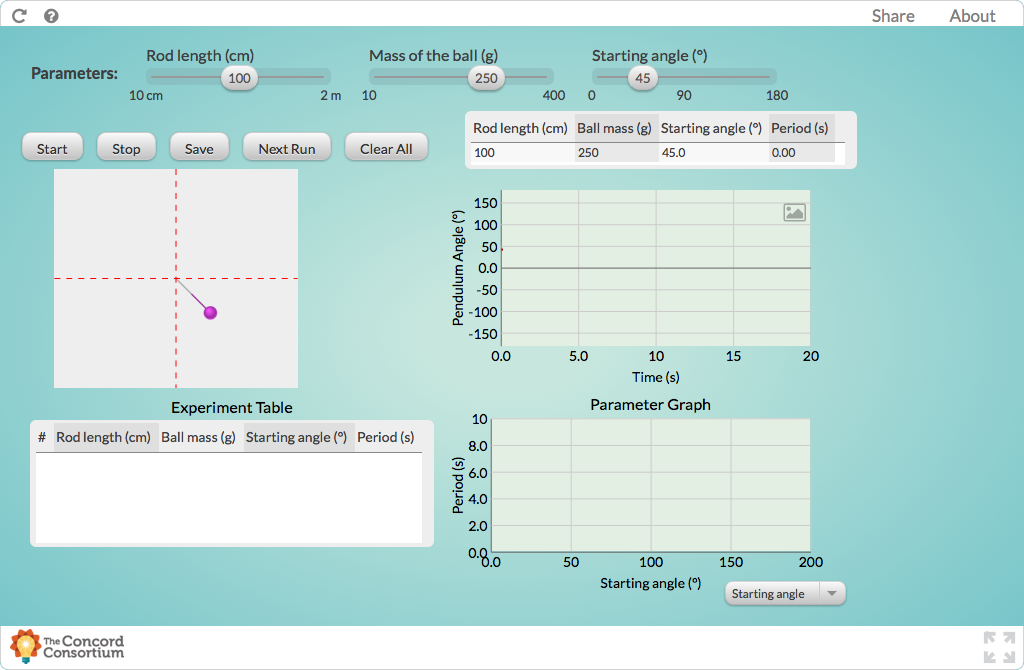 Share About
Parameters:
Rod length (cm)
100
10 cm 2 m
Mass of the ball (g)
250
10 400
Starting angle (º)
45
0 90 180
Start Stop Save Next Run Clear All
Rod length (cm) Ball mass (g) Starting angle (º) Period (s)
100 250 45.0 0.00
Pendulum Angle (º)
150
100
50
0.0
-50
-100
-150
0.0 5.0 10 15 20
Time (s)
Experiment Table
# Rod length (cm) Ball mass (g) Starting angle (º) Period (s)
Parameter Graph
Period (s)
10
8.0
6.0
4.0
2.0
0.0
0.0 50 100 150 200
Starting angle (º)
Starting angle
The Concord
Consortium